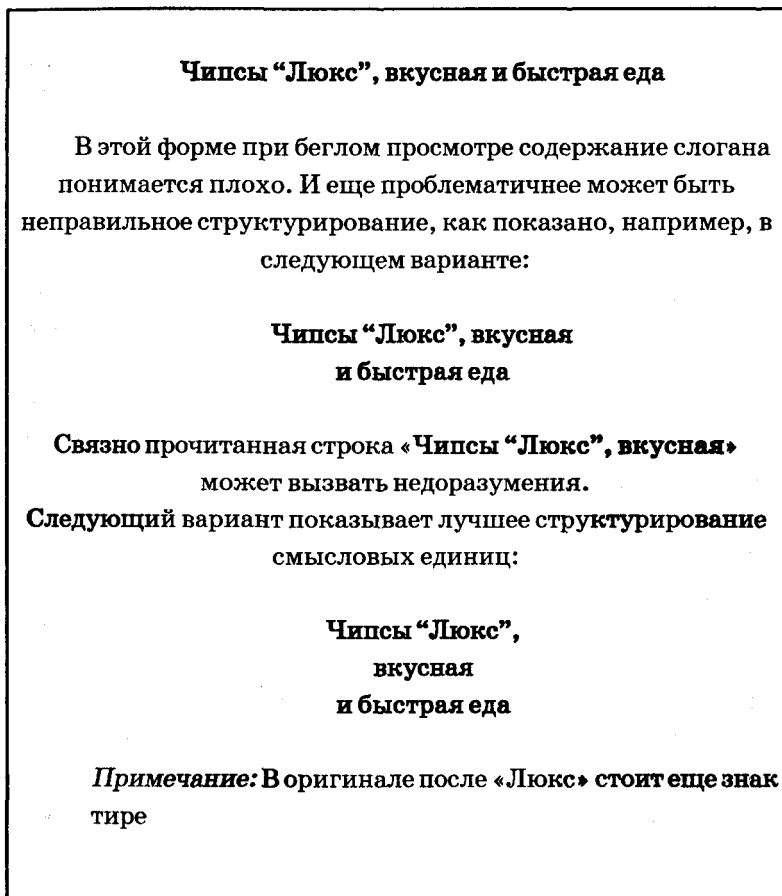 Чипсы “Люкс”, вкусная и быстрая еда
В этой форме при беглом просмотре содержание слогана
понимается плохо. И еще проблематичнее может быть
неправильное структурирование, как показано, например, в
следующем варианте:
Чипсы “Люкс”, вкусная
и быстрая еда
Связно прочитанная строка «Чипсы “Люкс”, вкусная»
может вызвать недоразумения.
Следующий вариант показывает лучшее структурирование
смысловых единиц:
Чипсы “Люкс”,
вкусная
и быстрая еда
Примечание: В оригинале после «Люкс» стоит еще знак
тире